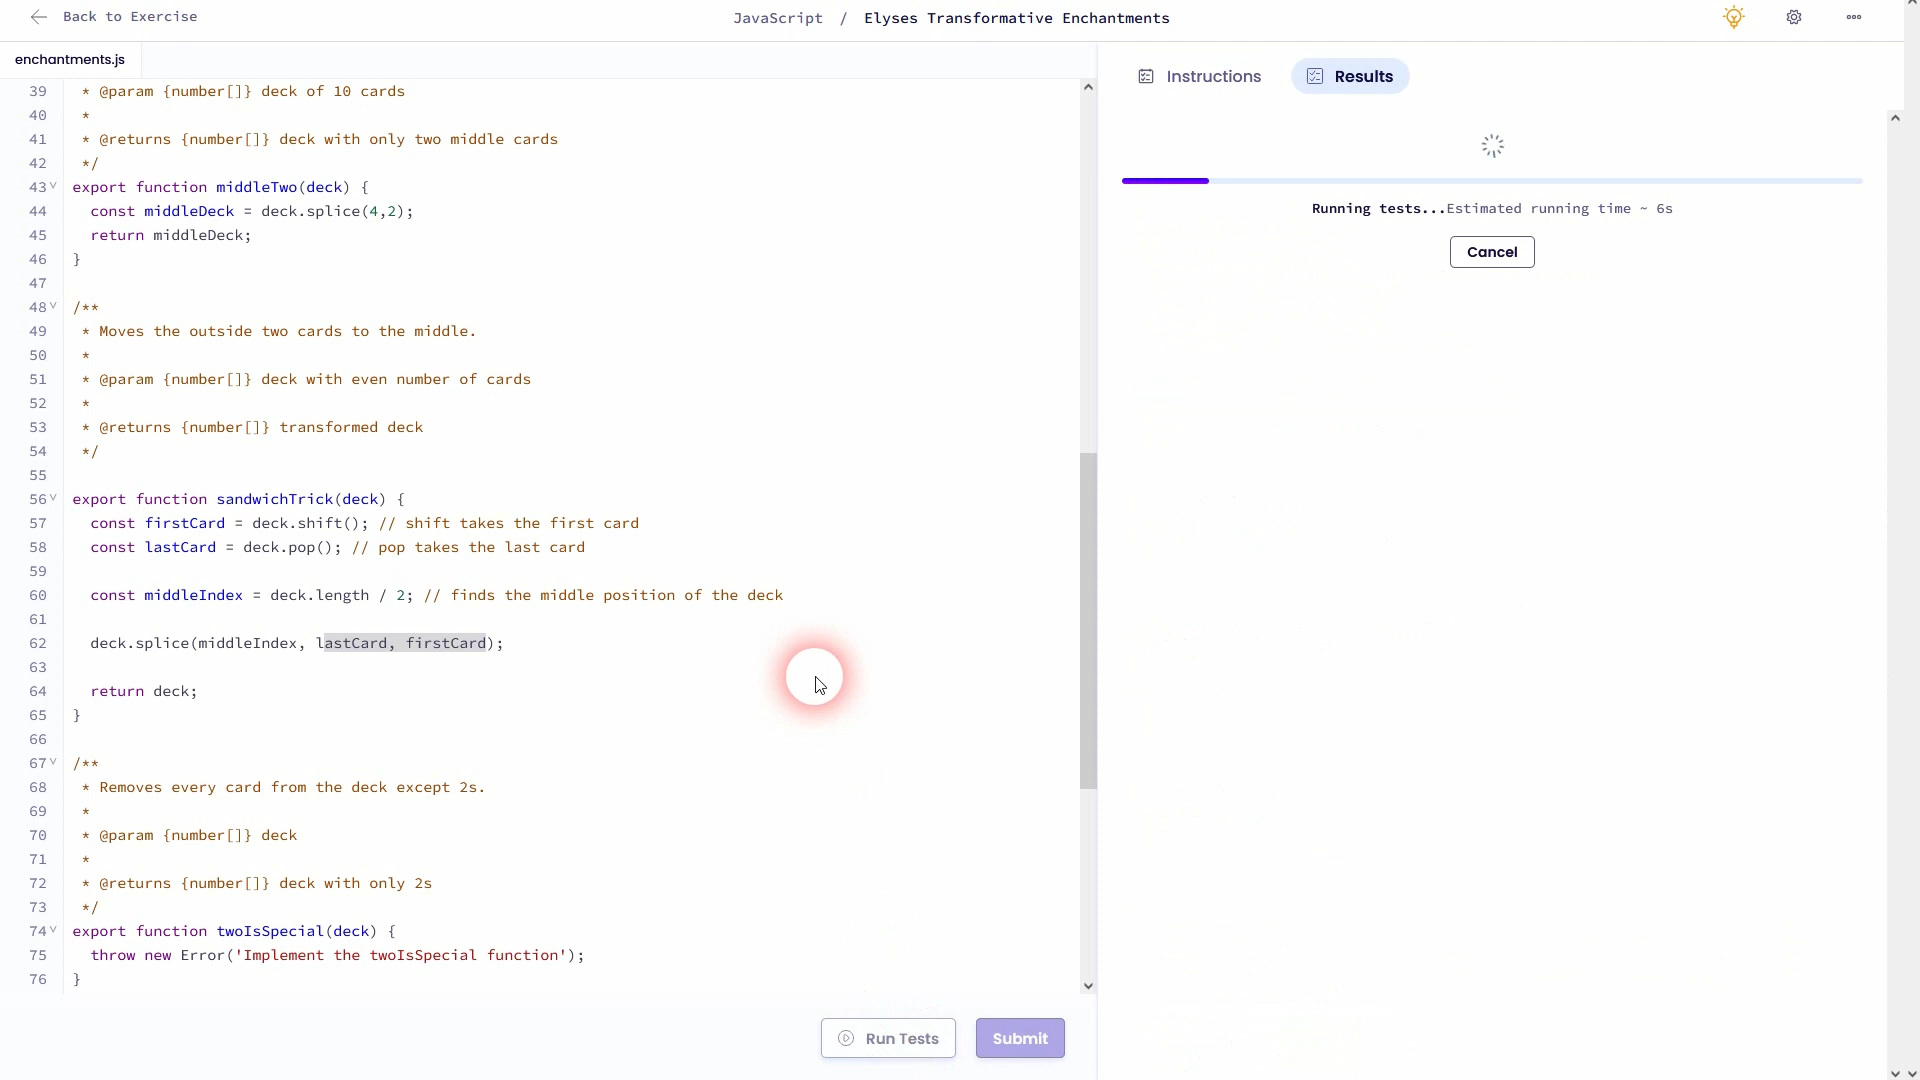 Back to Exercise
JavaScript / Elyses Transformative Enchantments
enchantments.js
Instructions
Results
39 * @param {number[]} deck of 10 cards
40 *
41 * @returns {number[]} deck with only two middle cards
42 */
43 export function middleTwo(deck) {
44 const middleDeck = deck.splice(4,2);
45 return middleDeck;
46 }
47
48 /**
49 * Moves the outside two cards to the middle.
50 *
51 * @param {number[]} deck with even number of cards
52 *
53 * @returns {number[]} transformed deck
54 */
55
56 export function sandwichTrick(deck) {
57 const firstCard = deck.shift(); // shift takes the first card
58 const lastCard = deck.pop(); // pop takes the last card
59
60 const middleIndex = deck.length / 2; // finds the middle position of the deck
61
62 deck.splice(middleIndex, lastCard, firstCard);
63
64 return deck;
65 }
66
67 /**
68 * Removes every card from the deck except 2s.
69 *
70 * @param {number[]} deck
71 *
72 * @returns {number[]} deck with only 2s
73 */
74 export function twoIsSpecial(deck) {
75 throw new Error('Implement the twoIsSpecial function');
76 }
Running tests...Estimated running time ~ 6s
Cancel
Run Tests
Submit